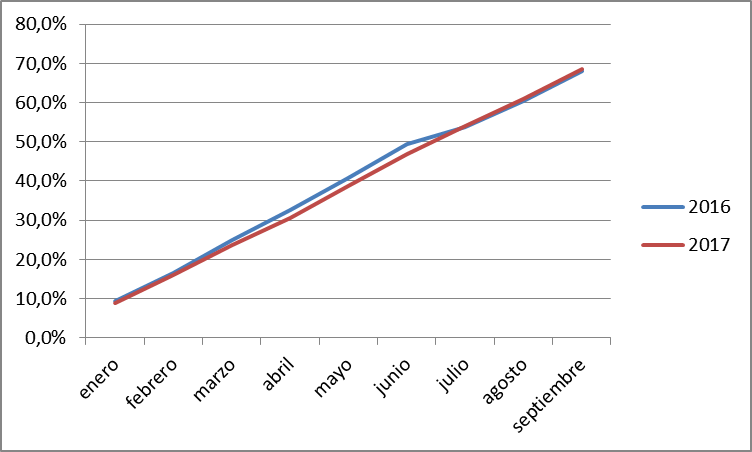 80,0%
70,0%
60,0%
50,0%
40,0%
30,0%
20,0%
10,0%
0,0%
enero
febrero
marzo
abril
mayo
junio
julio
agosto
septiembre
2016
2017